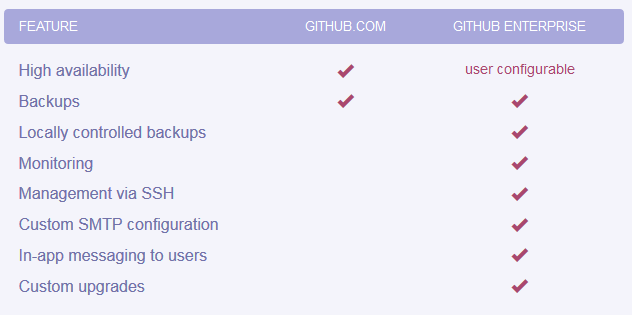 FEATURE GITHUB.COM GITHUB ENTERPRISE
High availability user configurable
Backups
Locally controlled backups
Monitoring
Management via SSH
Custom SMTP configuration
In-app messaging to users
Custom upgrades